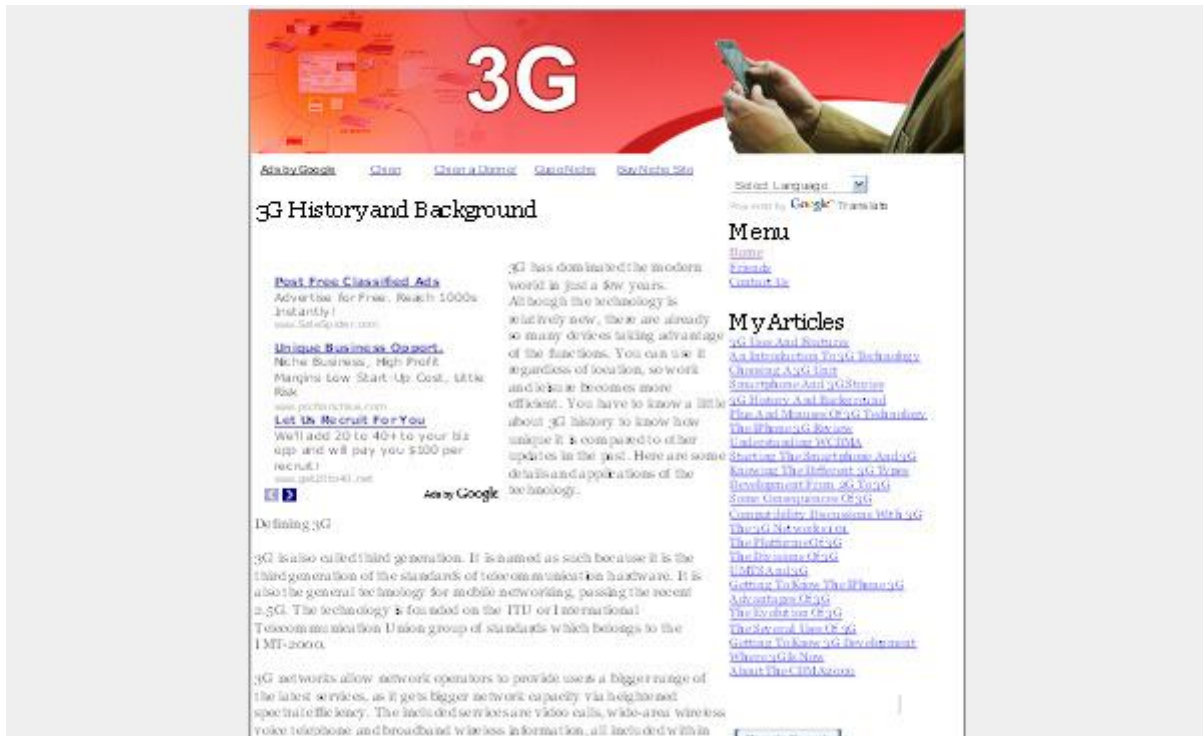 3G
Ads by Google
Buy Niche Site
Select Language
Google Translate
3G History and Background
Menu
Home
Friends
Contact Us
Post Free Classified Ads
Advertise for Free. Reach 1000s
Instantly!
Unique Business Opport.
Niche Business, High Profit
Margins Low Start-Up Cost, Little
Risk
Let Us Recruit For You
We'll add 20 to 40+ to your biz
opp and will pay you $100 per
recruit!
www.get20to40.net
Ads by Google
3G has dominated the modern
world in just a few years.
Although the technology is
relatively new, there are already
so many devices taking advantage
of the functions. You can use it
regardless of location, so work
and leisure becomes more
efficient. You have to know a little
about 3G history to know how
unique it is compared to other
updates in the past. Here are some
details and applications of the
technology.
Defining 3G
3G is also called third generation. It is named as such because it is the
third generation of the standards of telecommunication hardware. It is
also the general technology for mobile networking, passing the recent
2.5G. The technology is founded on the ITU or International
Telecommunication Union group of standards which belongs to the
IMT-2000.
3G networks allow network operators to provide users a bigger range of
the latest services, as it gets bigger network capacity via heightened
spectral efficiency. The included services are video calls, wide-area wireless
voice telephone and broadband wireless information, all included within
My Articles
3G Uses And Features
An Introduction To 3G Technology
Choosing A 3G Unit
Smartphone And 3G Stories
3G History And Background
Plus And Minuses Of 3G Technology
The iPhone 3G Review
Understanding WCDMA
Starting The Smartphone And 3G
Knowing The Different 3G Types
Development From 2G To 3G
Some Consequences Of 3G
Compatibility Discussions With 3G
The 3G Networks 101
The Platforms Of 3G
The Divisions Of 3G
UMTS And 3G
Getting To Know The iPhone 3G
Advantages Of 3G
The Evolution Of 3G
The Several Uses Of 3G
Getting To Know 3G Development
Where 3G Is Now
About The CDMA2000